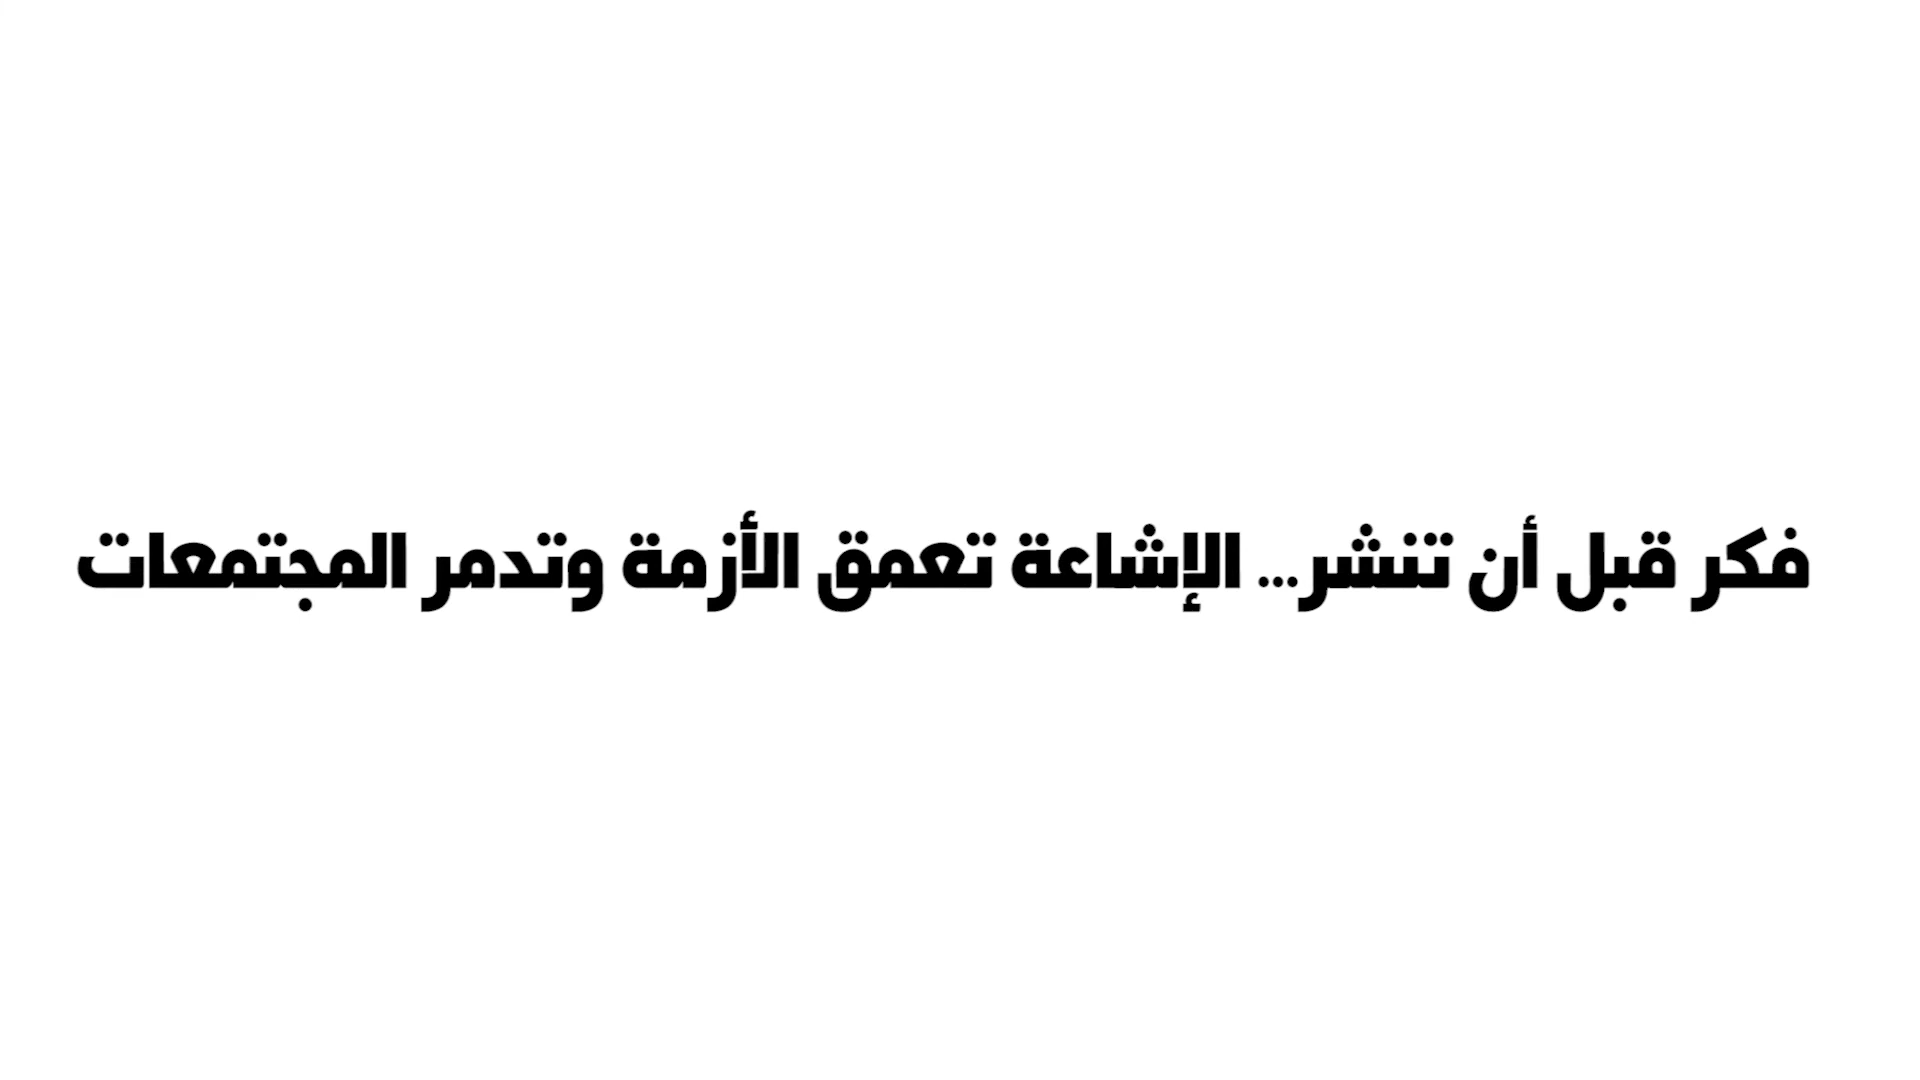 فكر قبل أن تنشر... الإشاعة تعمق الأزمة وتدمر المجتمعات